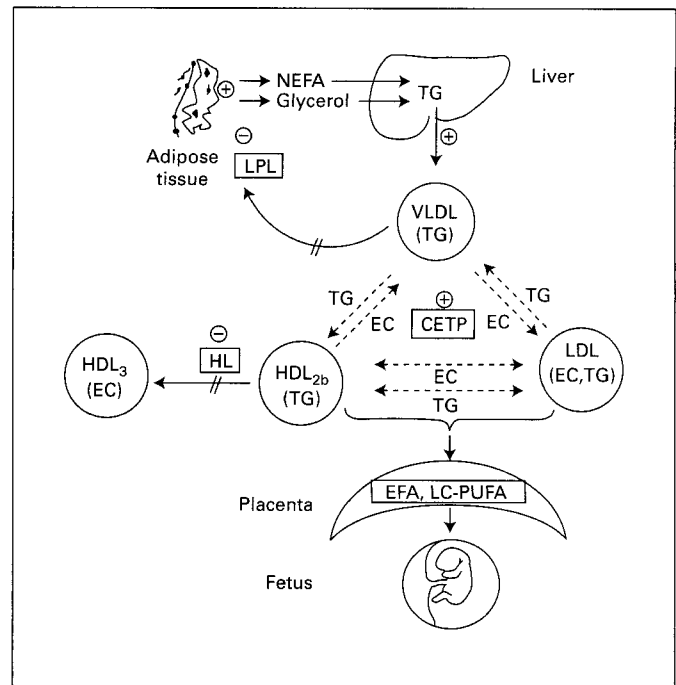 NEFA
Glycerol
TG
Liver
⊕
⊕
⊖
Adipose
tissue
LPL
VLDL
(TG)
TG
EC
⊕
CETP
EC
TG
⊖
HL
HDL3
(EC)
HDL2b
(TG)
EC
TG
LDL
(EC,TG)
Placenta
EFA, LC-PUFA
Fetus